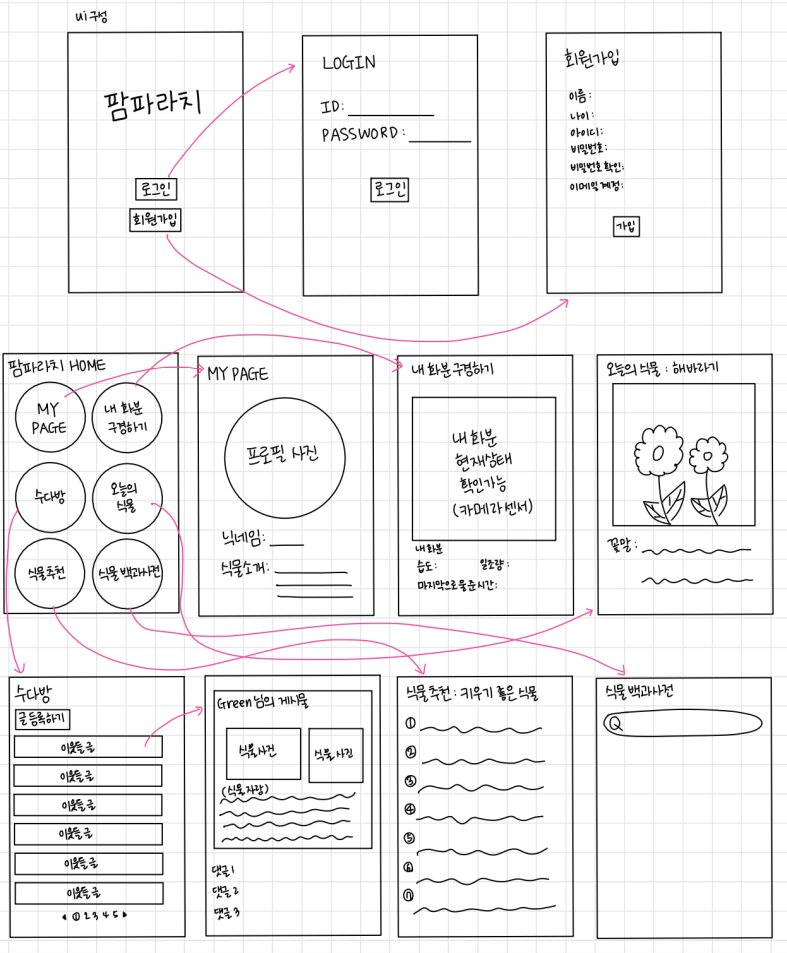 ui 구성
팜파라치
로그인
회원가입
LOGIN
ID:
PASSWORD:
로그인
회원가입
이름:
나이:
아이디:
비밀번호:
비밀번호 확인:
이메일 계정:
가입
팜파라치 HOME
MY
PAGE
내 화분
구경하기
수다방
오늘의
식물
식물추천
식물 백과사전
MY PAGE
프로필 사진
닉네임:
식물소개:
내 화분 구경하기
내 화분
현재상태
확인가능
(카메라센서)
내 화분
습도: 일조량:
마지막으로 물 준 시간:
오늘의 식물 : 해바라기
꽃말:
수다방
글 등록하기
이웃들 글
이웃들 글
이웃들 글
이웃들 글
이웃들 글
이웃들 글
◀ ① 2 3 4 5 ▶
Green님의 게시물
식물사진
식물 사진
(식물 자랑)
댓글 1
댓글 2
댓글 3
식물 추천 : 키우기 좋은 식물
①
②
③
④
⑤
⑥
⑦
식물 백과사전